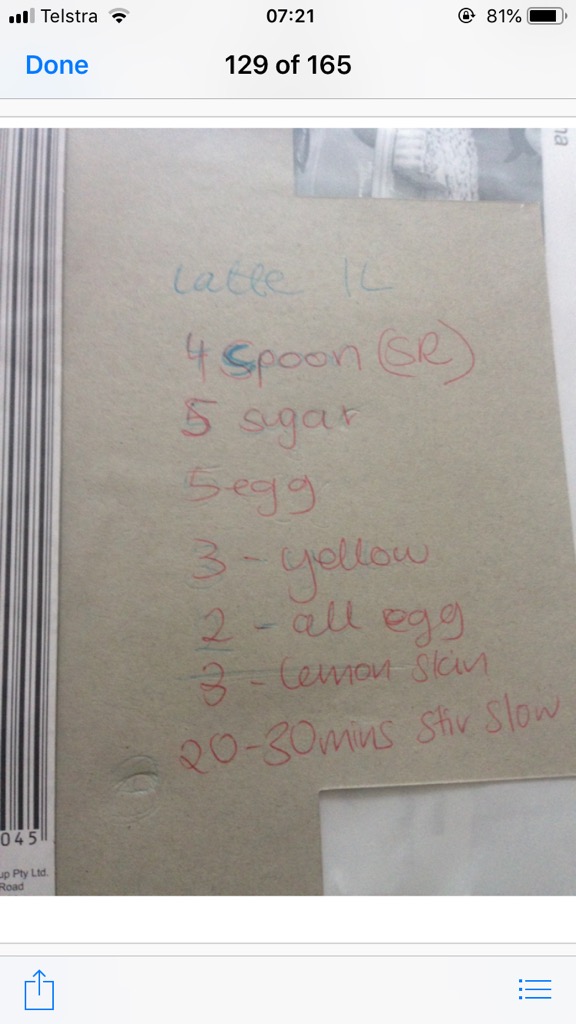 Telstra 07:21 81%
Done 129 of 165
na
Latte 1L
4 spoon (SR)
5 sugar
5 egg
3 - yellow
2 - all egg
3 - lemon skin
20-30mins stir slow
045
up Pty Ltd.
Road